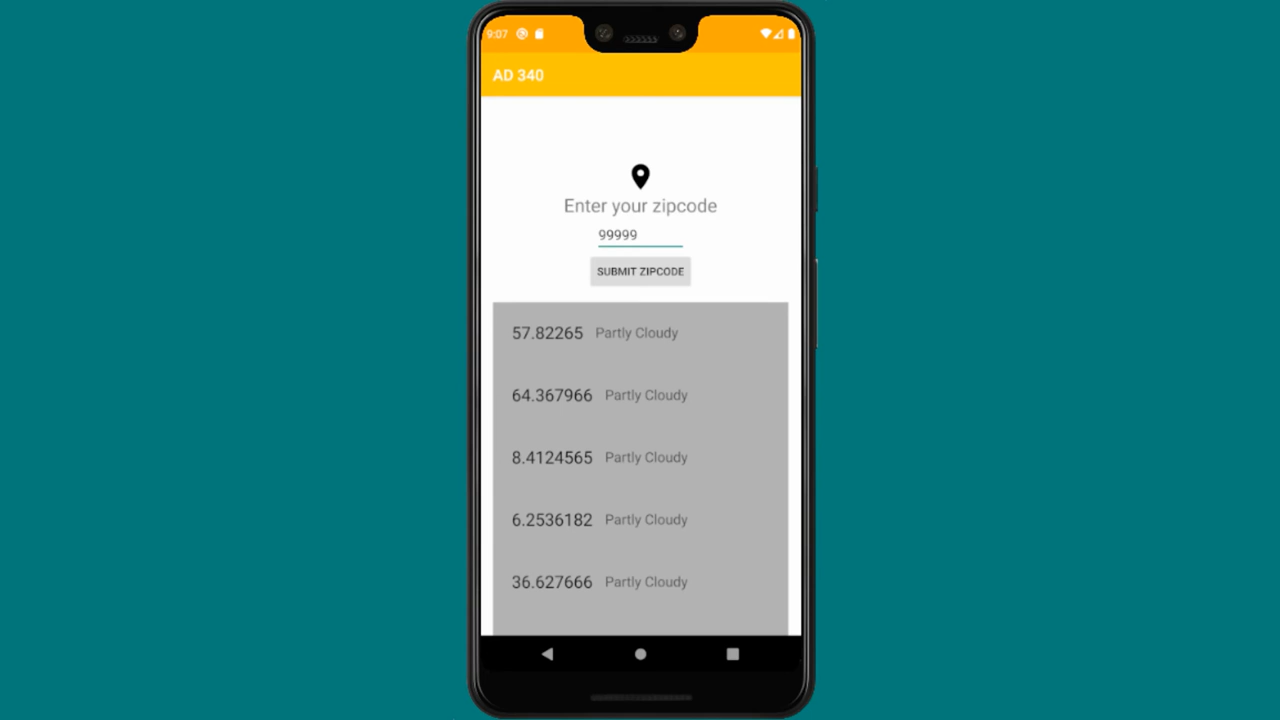 9:07
AD 340
Enter your zipcode
99999
SUBMIT ZIPCODE
57.82265 Partly Cloudy
64.367966 Partly Cloudy
8.4124565 Partly Cloudy
6.2536182 Partly Cloudy
36.627666 Partly Cloudy